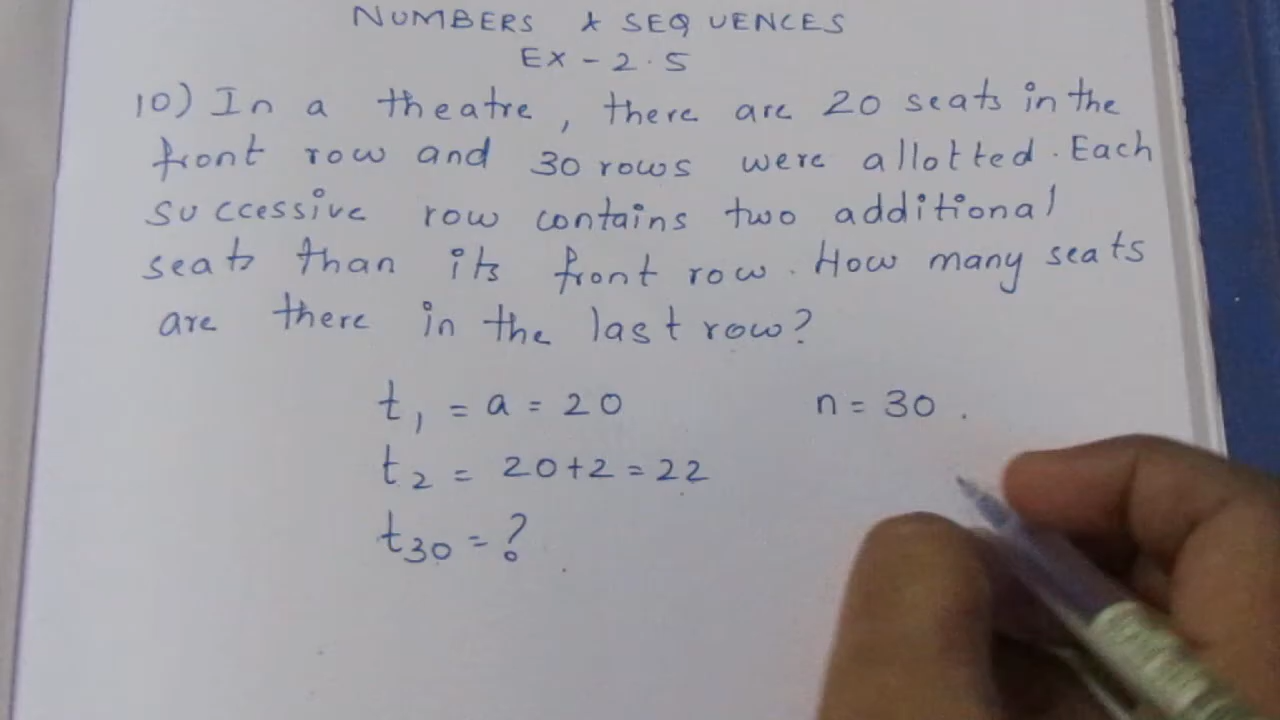 NUMBERS & SEQUENCES
EX - 2.5
10) In a theatre, there are 20 seats in the
front row and 30 rows were allotted. Each
successive row contains two additional
seats than its front row. How many seats
are there in the last row?
t1 = a = 20 n = 30.
t2 = 20+2 = 22
t30 = ?